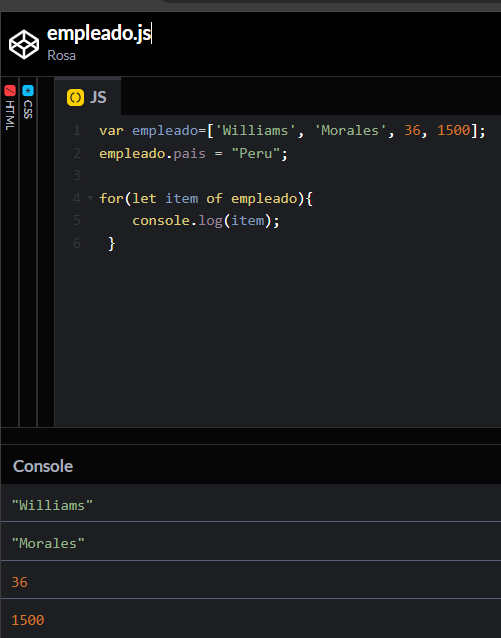 empleado.js
Rosa
HTML
CSS
JS
1 var empleado=['Williams', 'Morales', 36, 1500];
2 empleado.pais = "Peru";
3
4 for(let item of empleado){
5 console.log(item);
6 }
Console
"Williams"
"Morales"
36
1500